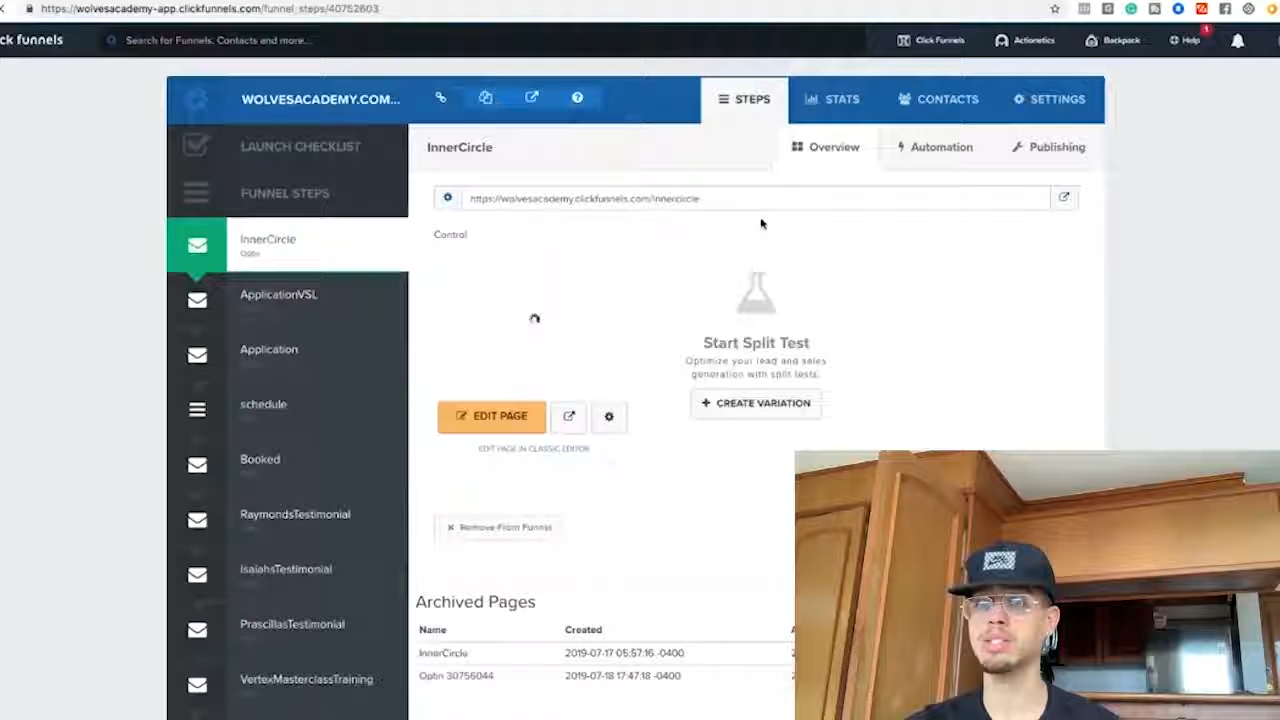 https://wolvesacademy-app.clickfunnels.com/funnel_steps/40752603
ck funnels
Search for Funnels, Contacts and more...
Click Funnels
Actionetics
Backpack
Help
1
WOLVESACADEMY.COM...
STEPS
STATS
CONTACTS
SETTINGS
LAUNCH CHECKLIST
InnerCircle
Overview
Automation
Publishing
FUNNEL STEPS
https://wolvesacademy.clickfunnels.com/innercircle
InnerCircle
Optin
Control
ApplicationVSL
Application
Start Split Test
Optimize your lead and sales
generation with split tests.
schedule
EDIT PAGE
CREATE VARIATION
EDIT PAGE IN CLASSIC EDITOR
Booked
RaymondsTestimonial
Remove From Funnel
IsaiahsTestimonial
PrascillasTestimonial
Archived Pages
Name
Created
InnerCircle
2019-07-17 05:57:16 -0400
Optin 30756044
2019-07-18 17:47:18 -0400
VertexMasterclassTraining